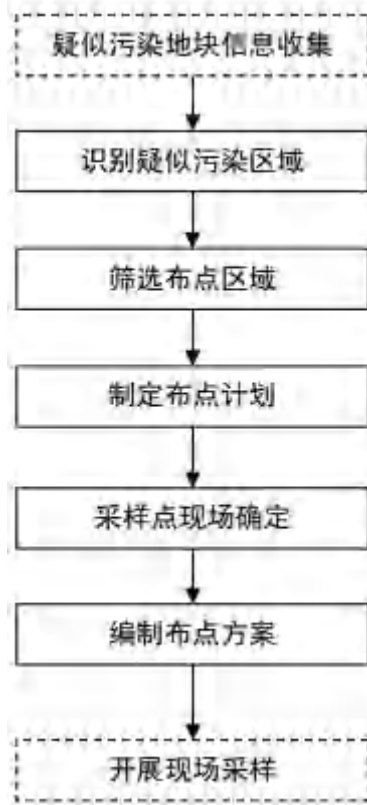 疑似污染地块信息收集
识别疑似污染区域
筛选布点区域
制定布点计划
采样点现场确定
编制布点方案
开展现场采样